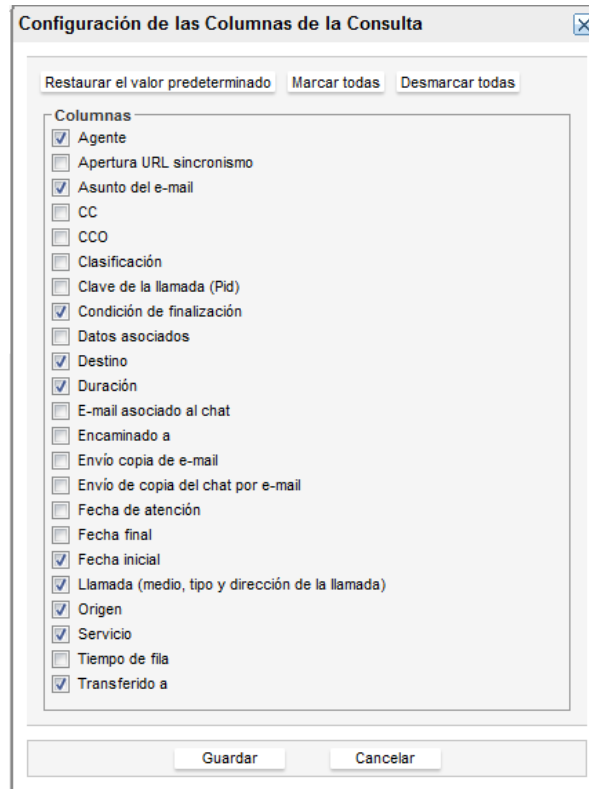 Configuración de las Columnas de la Consulta
Restaurar el valor predeterminado Marcar todas Desmarcar todas
Columnas
Agente
Apertura URL sincronismo
Asunto del e-mail
CC
CCO
Clasificación
Clave de la llamada (Pid)
Condición de finalización
Datos asociados
Destino
Duración
E-mail asociado al chat
Encaminado a
Envío copia de e-mail
Envío de copia del chat por e-mail
Fecha de atención
Fecha final
Fecha inicial
Llamada (medio, tipo y dirección de la llamada)
Origen
Servicio
Tiempo de fila
Transferido a
Guardar Cancelar